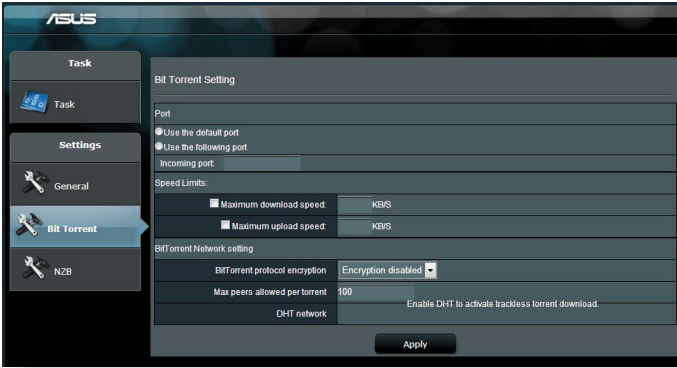 ASUS
Task
Task
Settings
General
Bit Torrent
NZB
Bit Torrent Setting
Port
Use the default port
Use the following port
Incoming port:
Speed Limits:
Maximum download speed: KB/S
Maximum upload speed: KB/S
BitTorrent Network setting
BitTorrent protocol encryption Encryption disabled
Max peers allowed per torrent 100
Enable DHT to activate trackless torrent download.
DHT network
Apply